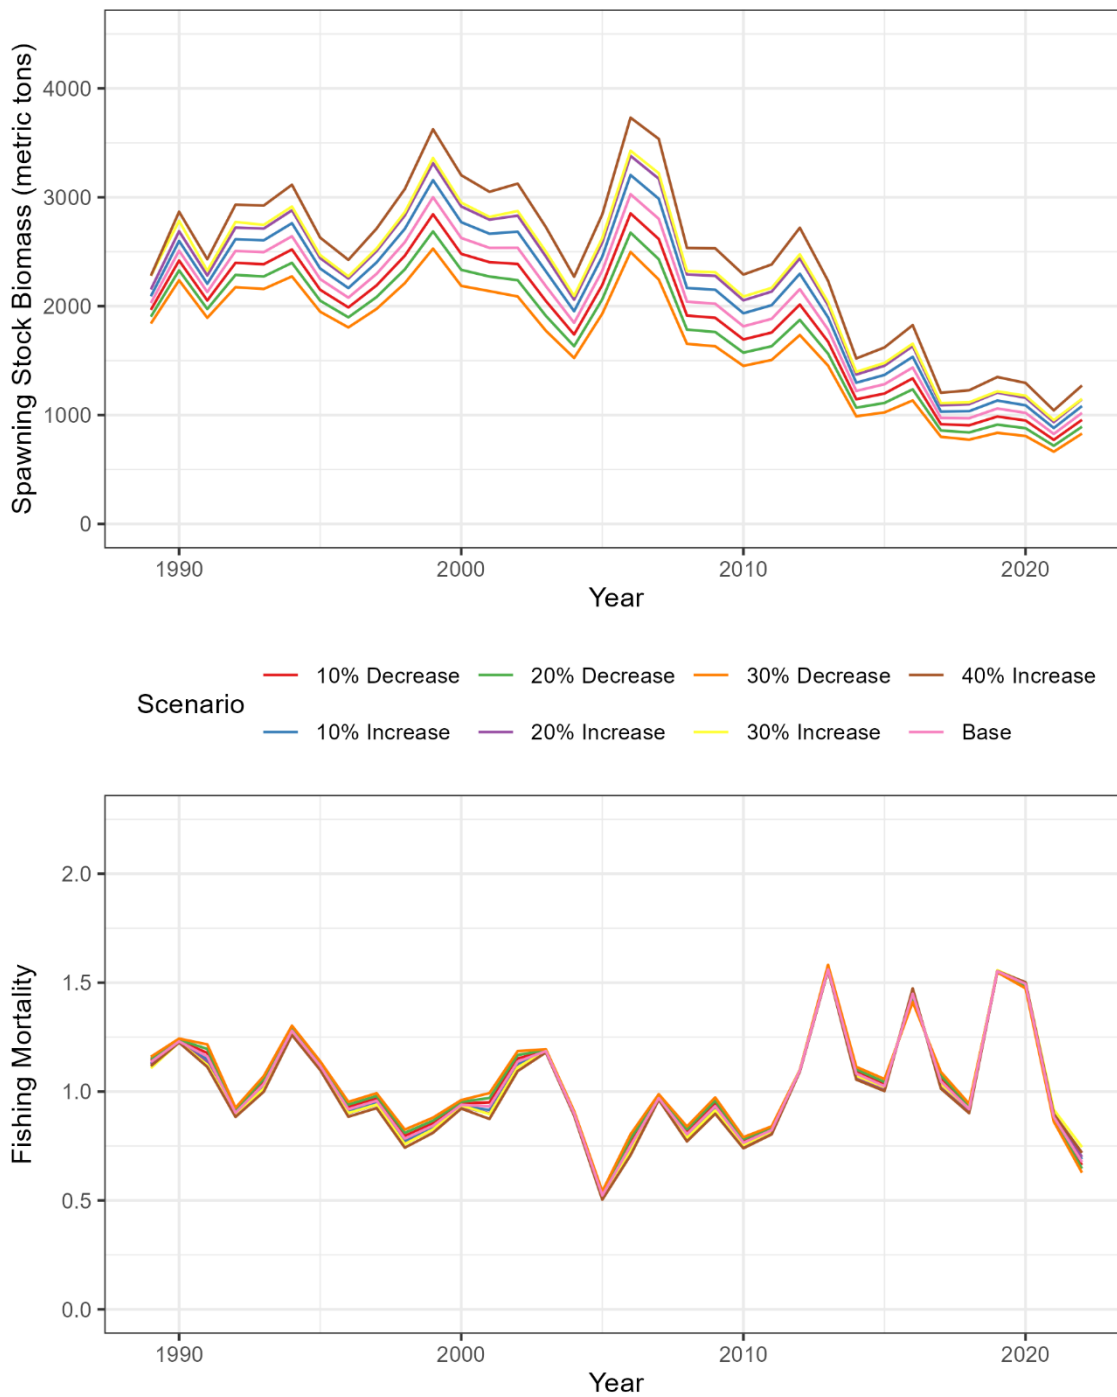 Spawning Stock Biomass (metric tons)
4000
3000
2000
1000
0
1990 2000 2010 2020
Year
Scenario
10% Decrease 20% Decrease 30% Decrease 40% Increase
10% Increase 20% Increase 30% Increase Base
Fishing Mortality
2.0
1.5
1.0
0.5
0.0
1990 2000 2010 2020
Year